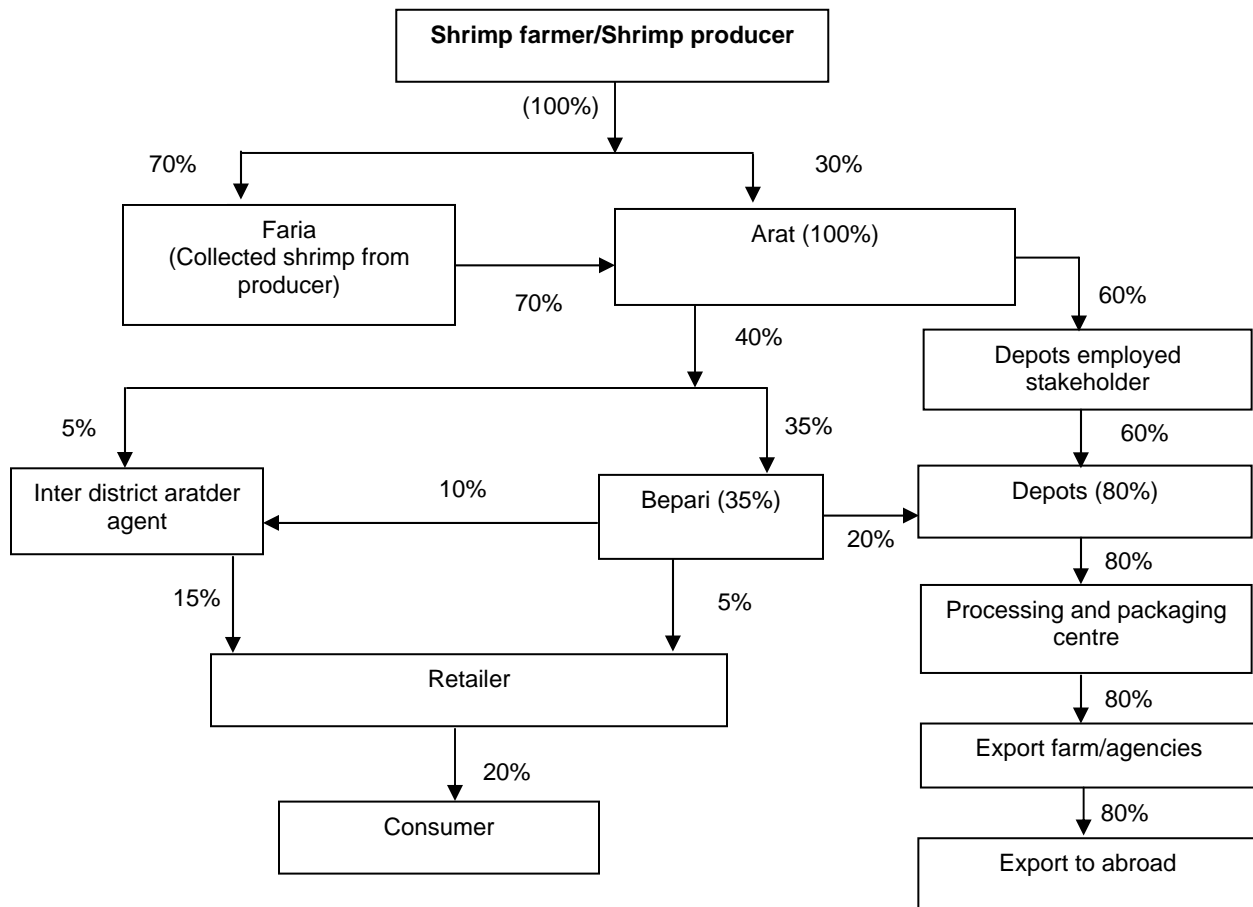 Shrimp farmer/Shrimp producer
(100%)
70%
30%
Faria
(Collected shrimp from
producer)
Arat (100%)
70%
60%
40%
Depots employed
stakeholder
5%
35%
60%
Inter district aratder
agent
10%
Bepari (35%)
20%
Depots (80%)
15%
5%
80%
Processing and packaging
centre
Retailer
80%
Export farm/agencies
20%
80%
Consumer
Export to abroad